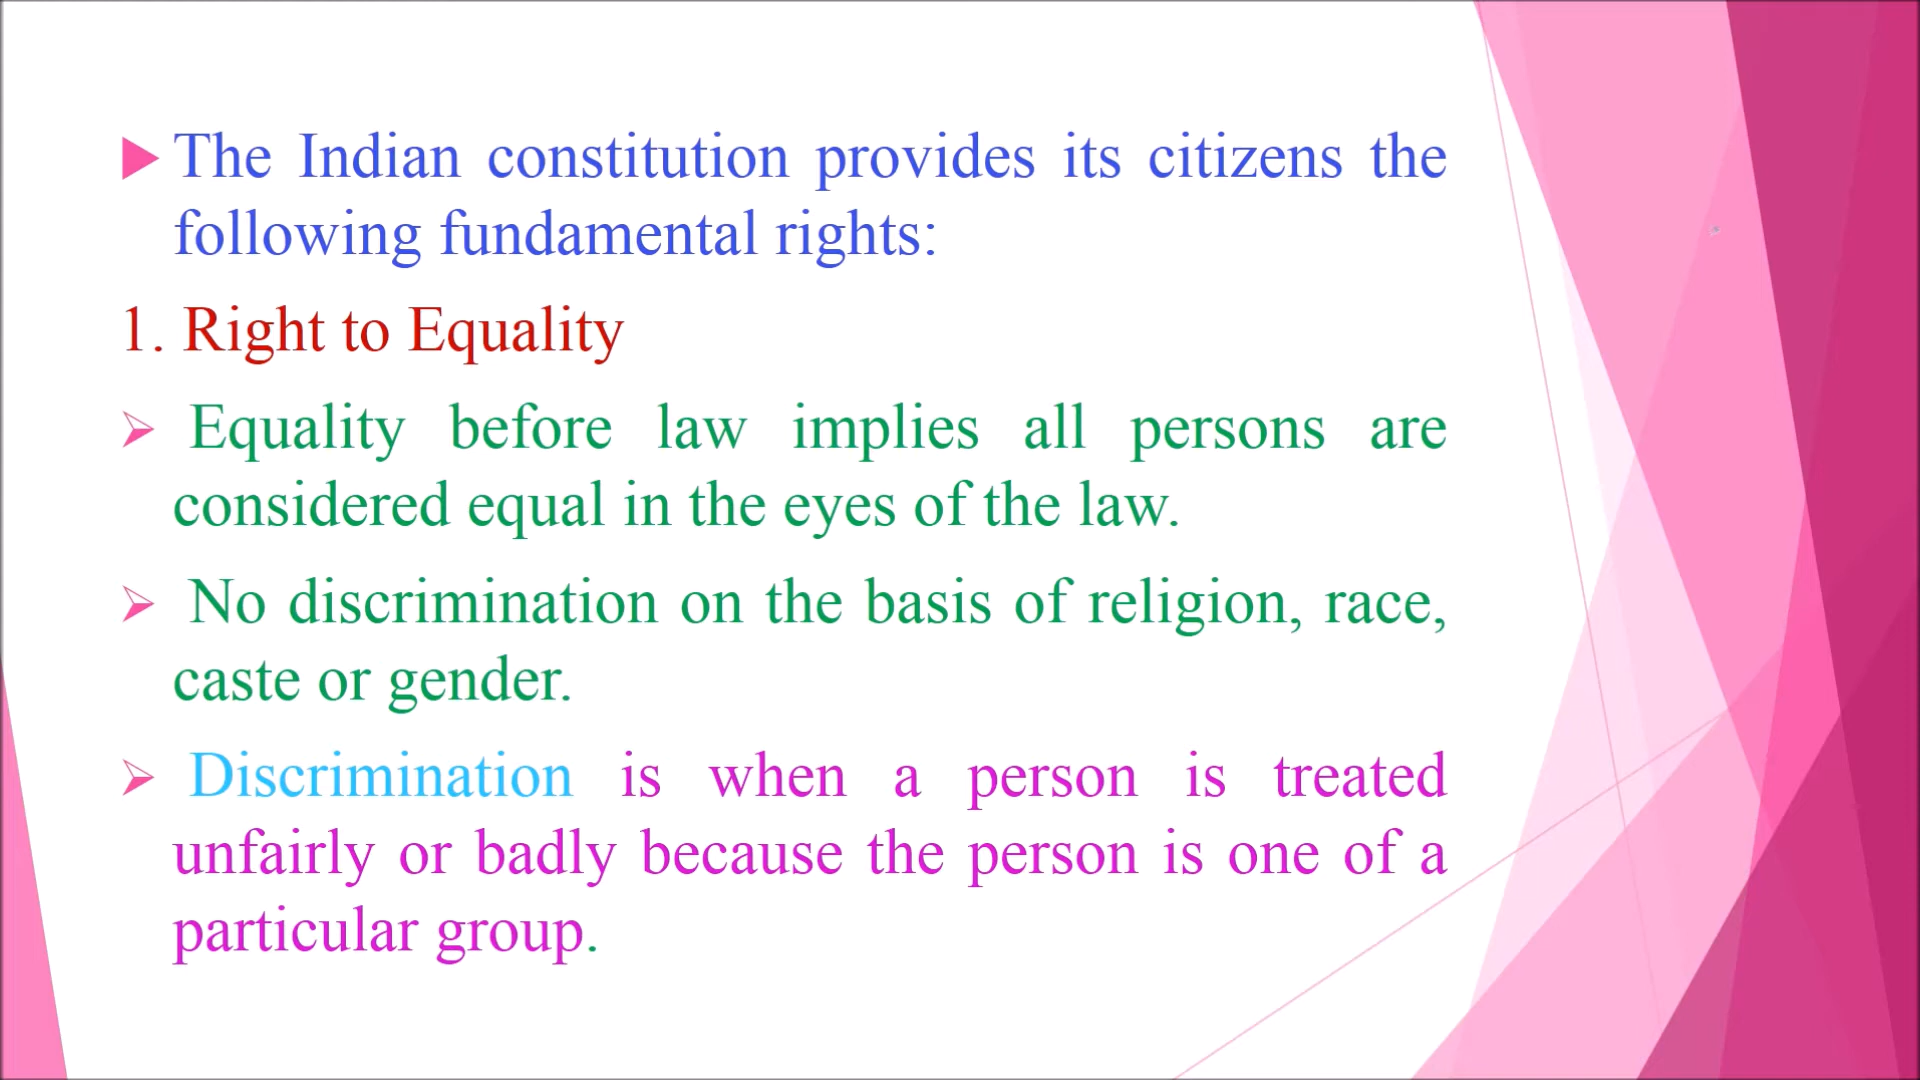 The Indian constitution provides its citizens the
following fundamental rights:
1. Right to Equality
Equality before law implies all persons are
considered equal in the eyes of the law.
No discrimination on the basis of religion, race,
caste or gender.
Discrimination is when a person is treated
unfairly or badly because the person is one of a
particular group.